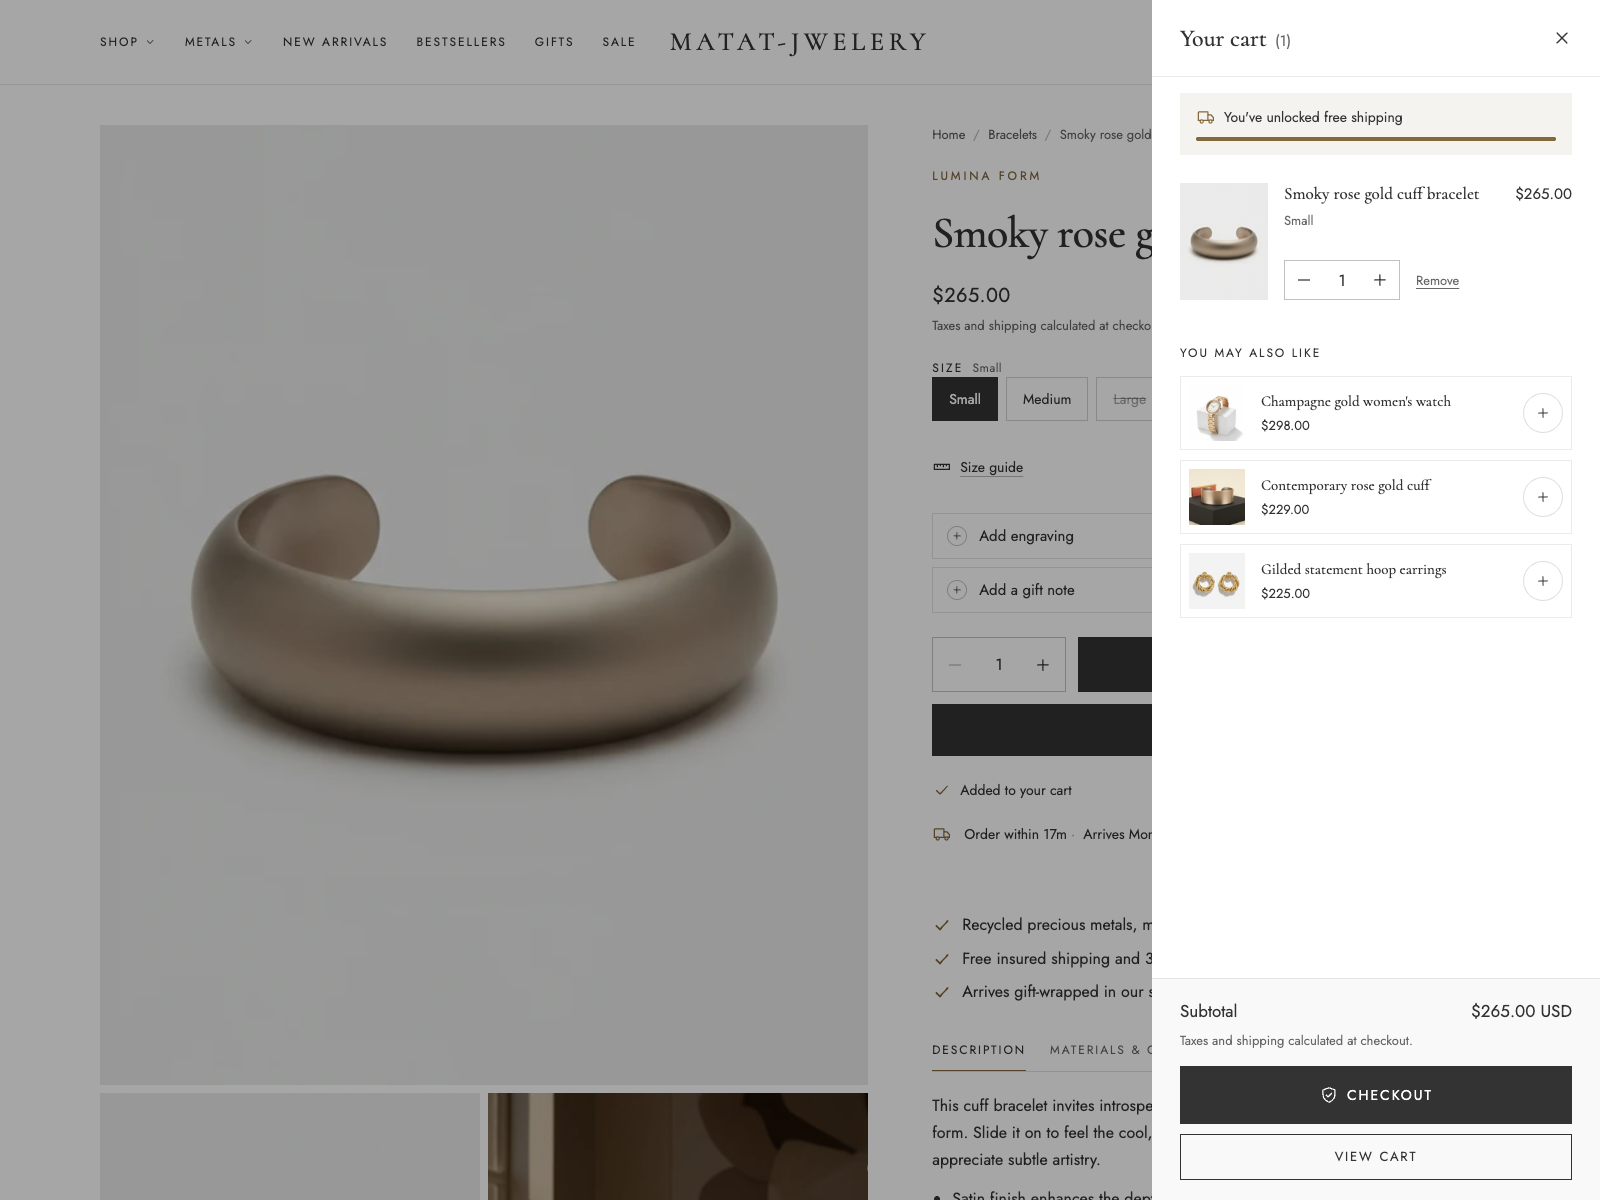 SHOP
METALS
NEW ARRIVALS
BESTSELLERS
GIFTS
SALE
MATAT-JWELERY
Home / Bracelets / Smoky rose gold
LUMINA FORM
Smoky rose g
$265.00
Taxes and shipping calculated at checko
SIZE Small
Small
Medium
Large
Size guide
Add engraving
Add a gift note
1
Added to your cart
Order within 17m · Arrives Mon
Recycled precious metals, m
Free insured shipping and 3
Arrives gift-wrapped in our s
DESCRIPTION
MATERIALS & C
This cuff bracelet invites introspe
form. Slide it on to feel the cool,
appreciate subtle artistry.
Satin finish enhances the dep
Your cart (1)
You've unlocked free shipping
Smoky rose gold cuff bracelet
$265.00
Small
1
Remove
YOU MAY ALSO LIKE
Champagne gold women's watch
$298.00
Contemporary rose gold cuff
$229.00
Gilded statement hoop earrings
$225.00
Subtotal
$265.00 USD
Taxes and shipping calculated at checkout.
CHECKOUT
VIEW CART